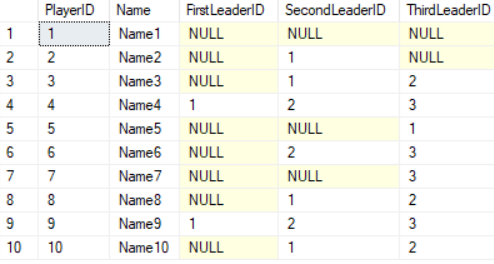 PlayerID Name FirstLeaderID SecondLeaderID ThirdLeaderID
1 1 Name1 NULL NULL NULL
2 2 Name2 NULL 1 NULL
3 3 Name3 NULL 1 2
4 4 Name4 1 2 3
5 5 Name5 NULL NULL 1
6 6 Name6 NULL 2 3
7 7 Name7 NULL NULL 3
8 8 Name8 NULL 1 2
9 9 Name9 1 2 3
10 10 Name10 NULL 1 2